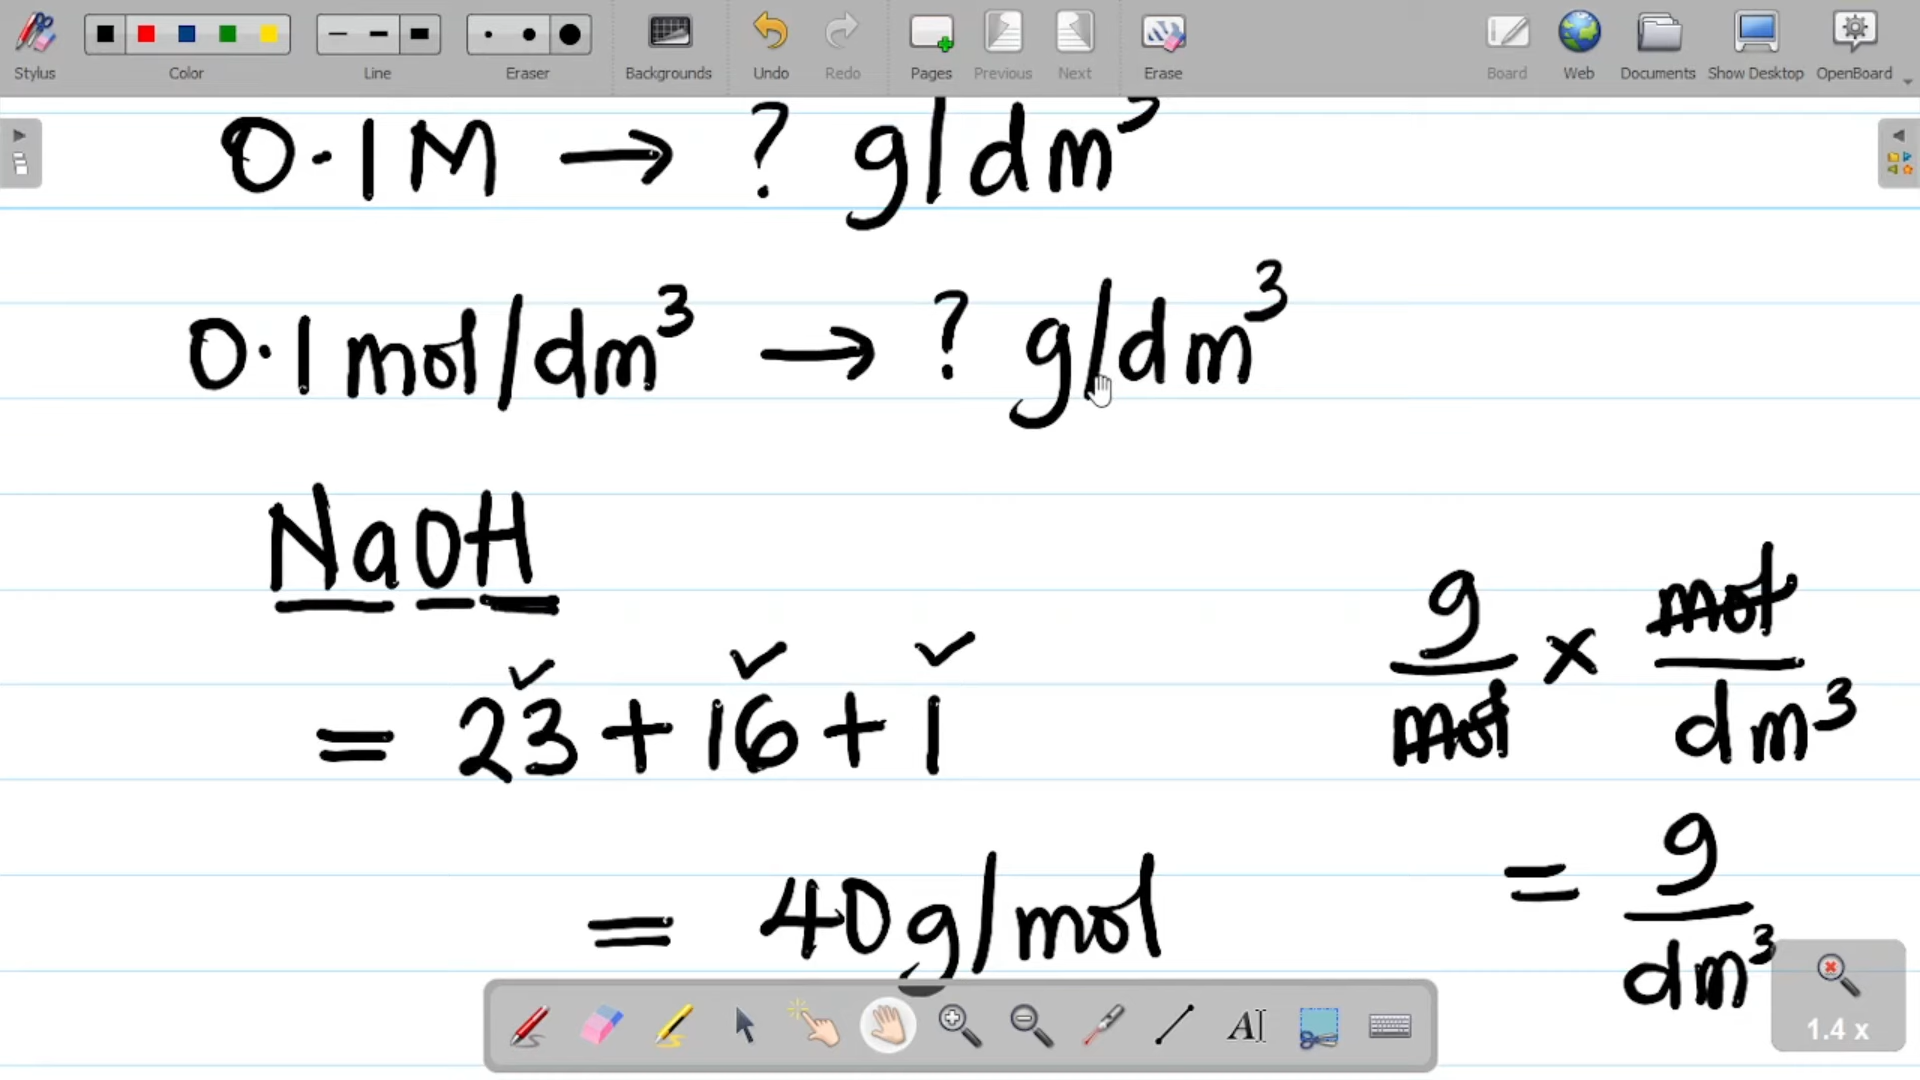 Stylus Color Line Eraser Backgrounds Undo Redo Pages Previous Next Erase Board Web Documents Show Desktop OpenBoard
0.1M → ? g/dm³
0.1 mol/dm³ → ? g/dm³
NaOH
= 23 + 16 + 1
= 40g/mol
g/mol × mol/dm³
= g/dm³
1.4 x